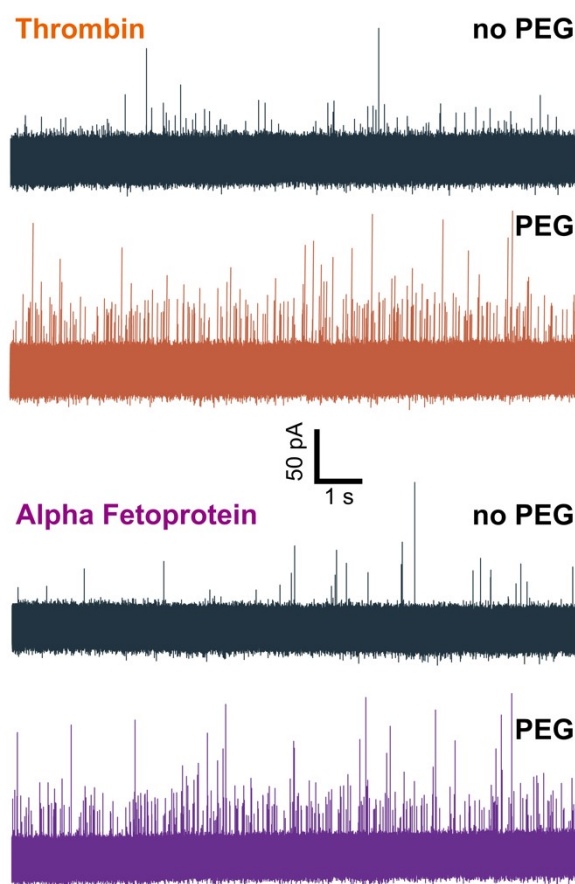 Thrombin no PEG
PEG
50 pA
1 s
Alpha Fetoprotein no PEG
PEG